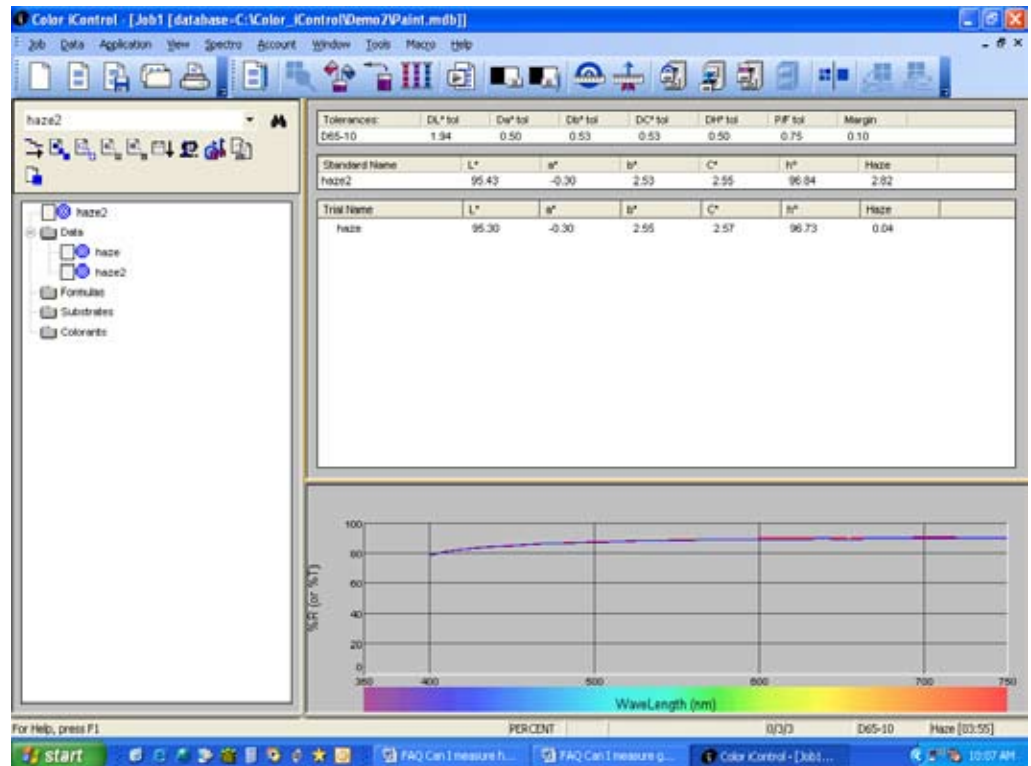 Color iControl - [Job1 [database=C:\Color_iControl\Demo7\Paint.mdb]]
Job Data Application View Spectro Account Window Tools Macro Help
haze2
Tolerances: DL* tol Da* tol Db* tol DC* tol DH* tol P/F tol Margin
D65-10 1.94 0.50 0.53 0.53 0.50 0.75 0.10
Standard Name L* a* b* C* h° Haze
haze2 95.43 -0.30 2.53 2.55 96.84 2.82
Trial Name L* a* b* C* h° Haze
haze 95.30 -0.30 2.55 2.57 96.73 0.04
haze2
Data
haze
haze2
Formulas
Substrates
Colorants
100
80
60
40
20
0
%R (or %T)
360 400 500 600 700 750
WaveLength (nm)
For Help, press F1 PERCENT 0/3/3 D65-10 Haze [03:55]
start FAQ Can I measure h... FAQ Can I measure g... Color iControl - [Job1... 10:07 AM